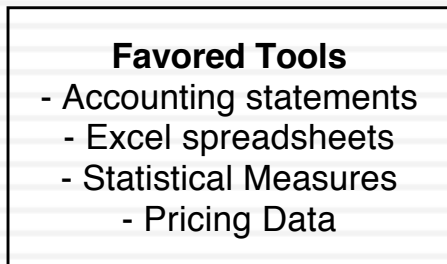 Favored Tools
- Accounting statements
- Excel spreadsheets
- Statistical Measures
- Pricing Data